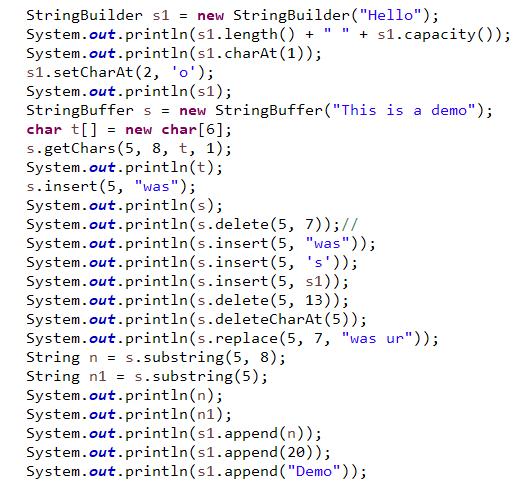 StringBuilder s1 = new StringBuilder("Hello");
System.out.println(s1.length() + " " + s1.capacity());
System.out.println(s1.charAt(1));
s1.setCharAt(2, 'o');
System.out.println(s1);
StringBuffer s = new StringBuffer("This is a demo");
char t[] = new char[6];
s.getChars(5, 8, t, 1);
System.out.println(t);
s.insert(5, "was");
System.out.println(s);
System.out.println(s.delete(5, 7));//
System.out.println(s.insert(5, "was"));
System.out.println(s.insert(5, 's'));
System.out.println(s.insert(5, s1));
System.out.println(s.delete(5, 13));
System.out.println(s.deleteCharAt(5));
System.out.println(s.replace(5, 7, "was ur"));
String n = s.substring(5, 8);
String n1 = s.substring(5);
System.out.println(n);
System.out.println(n1);
System.out.println(s1.append(n));
System.out.println(s1.append(20));
System.out.println(s1.append("Demo"));